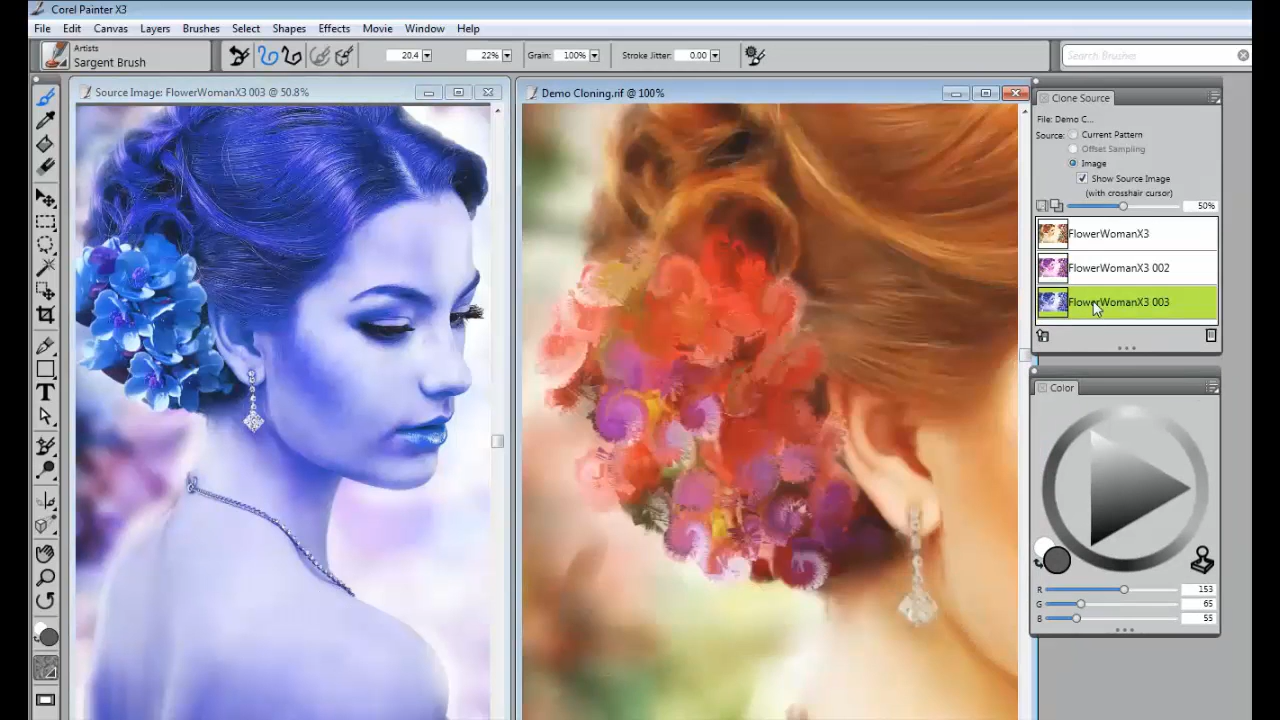 Corel Painter X3
File Edit Canvas Layers Brushes Select Shapes Effects Movie Window Help
Artists
Sargent Brush
20.4 22% Grain: 100% Stroke Jitter: 0.00 Search Brushes
Source Image: FlowerWomanX3 003 @ 50.8%
Demo Cloning.rif @ 100%
Clone Source
File: Demo C...
Source: Current Pattern
Offset Sampling
Image
Show Source Image
(with crosshair cursor)
50%
FlowerWomanX3
FlowerWomanX3 002
FlowerWomanX3 003
Color
R 153
G 65
B 55